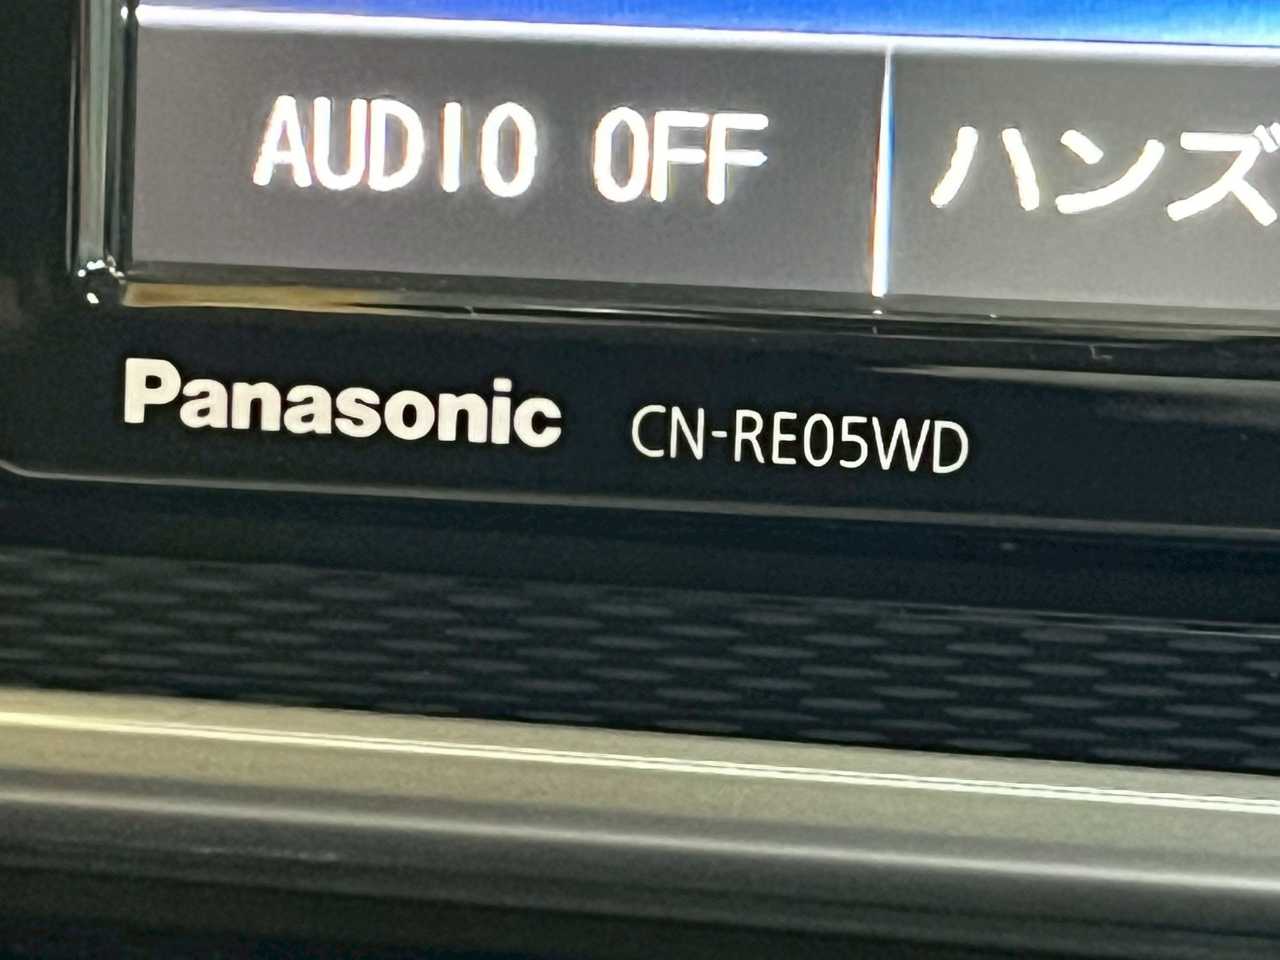 AUDIO OFF
ハンズ
Panasonic CN-RE05WD